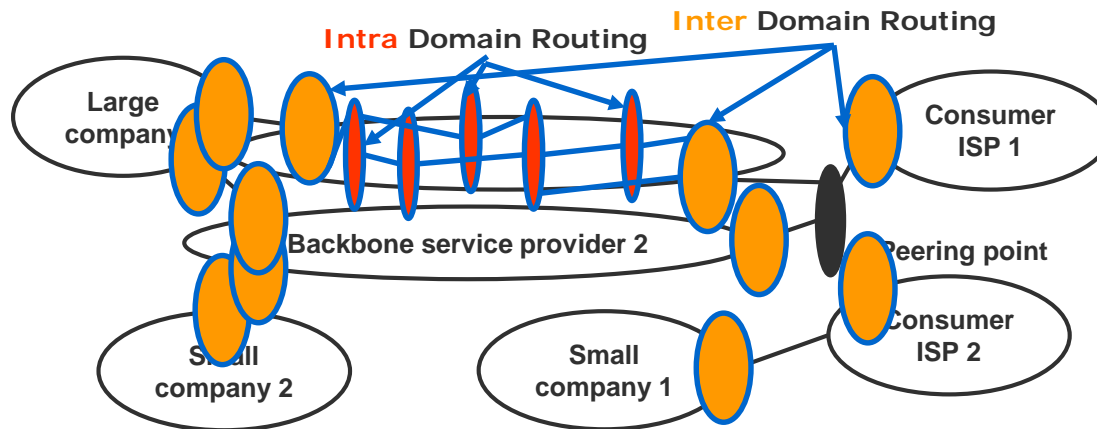 Intra Domain Routing
Inter Domain Routing
Large
company
Consumer
ISP 1
Backbone service provider 2
Peering point
Small
company 2
Small
company 1
Consumer
ISP 2